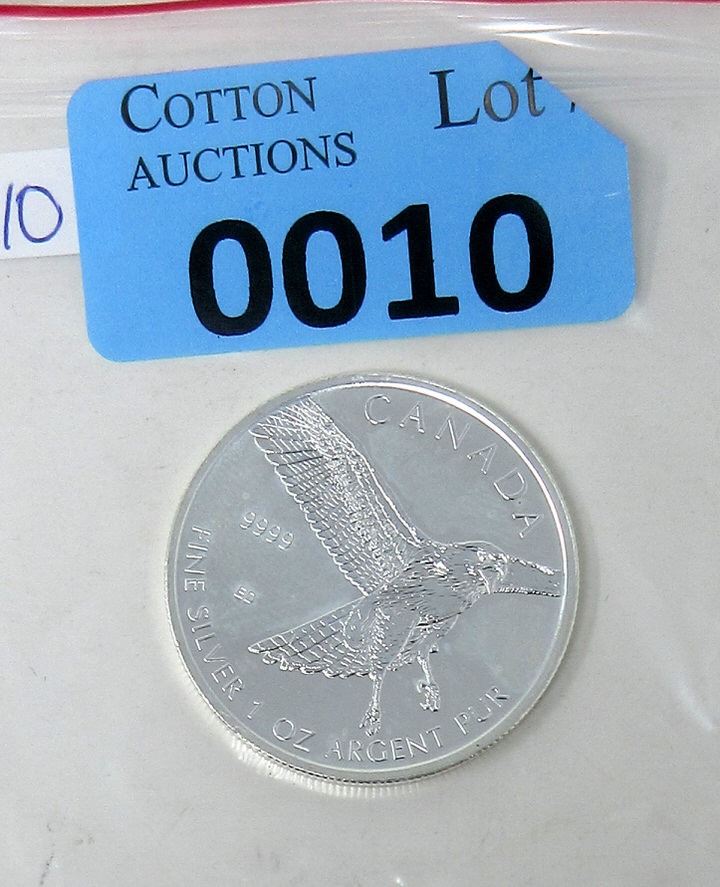 COTTON
AUCTIONS
Lot
10
0010
CANADA
9999
FINE SILVER 1 OZ ARGENT PUR